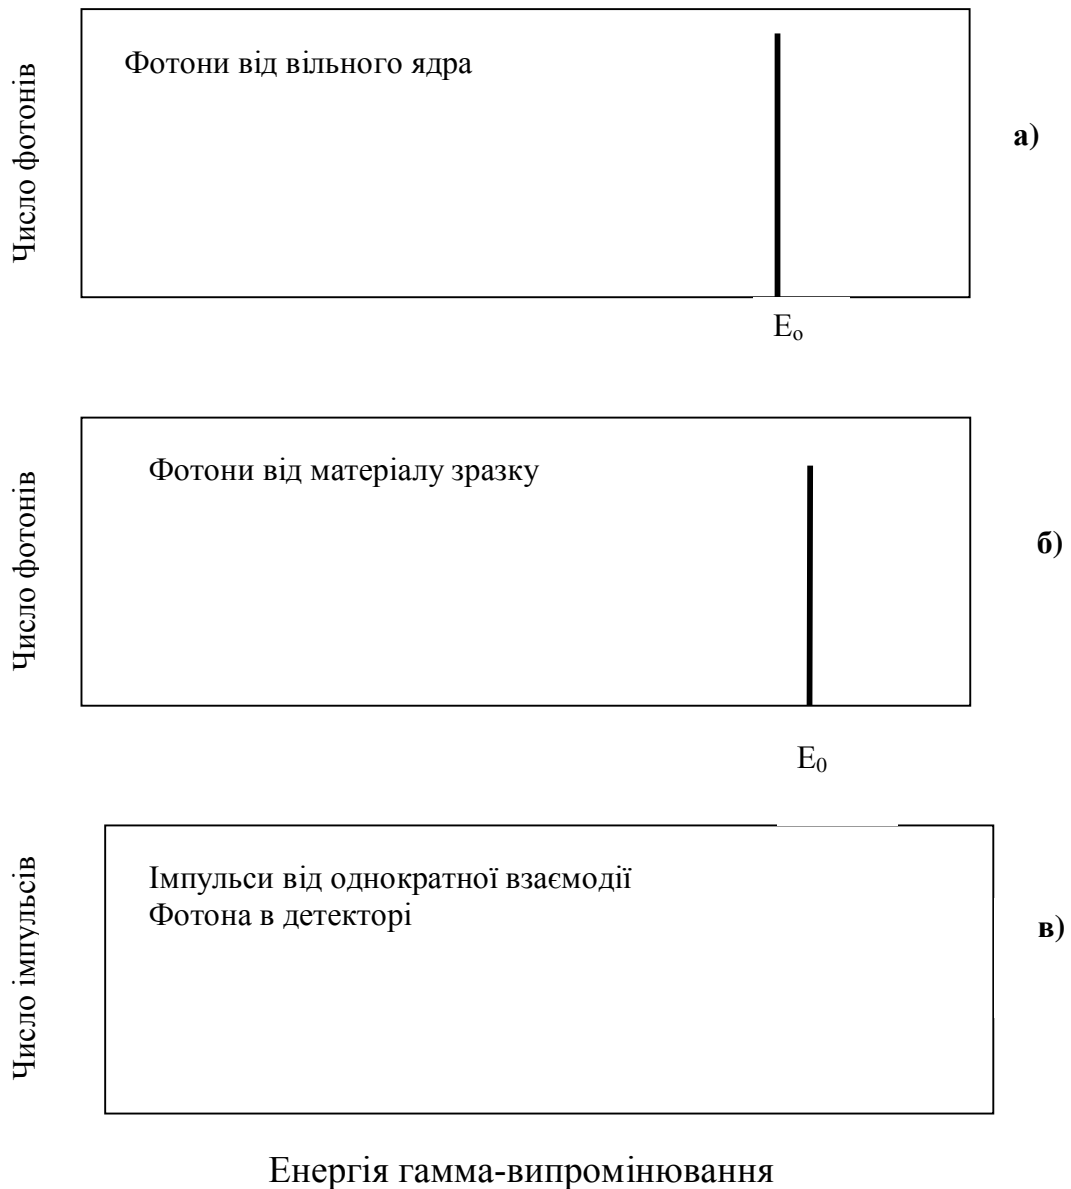 Число фотонів
Фотони від вільного ядра
а)
Eo
Число фотонів
Фотони від матеріалу зразку
б)
E0
Число імпульсів
Імпульси від однократної взаємодії
Фотона в детекторі
в)
Енергія гамма-випромінювання